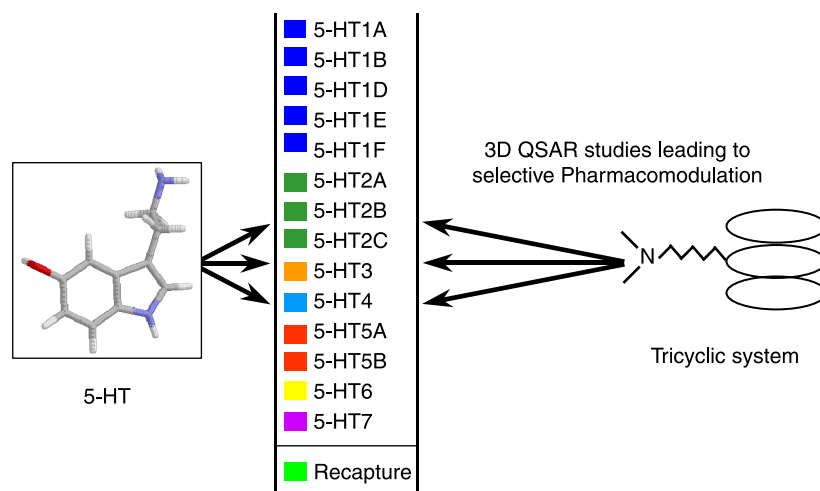 5-HT1A
5-HT1B
5-HT1D
5-HT1E
5-HT1F
5-HT2A
5-HT2B
5-HT2C
5-HT3
5-HT4
5-HT5A
5-HT5B
5-HT6
5-HT7
Recapture
5-HT
3D QSAR studies leading to
selective Pharmacomodulation
N
Tricyclic system